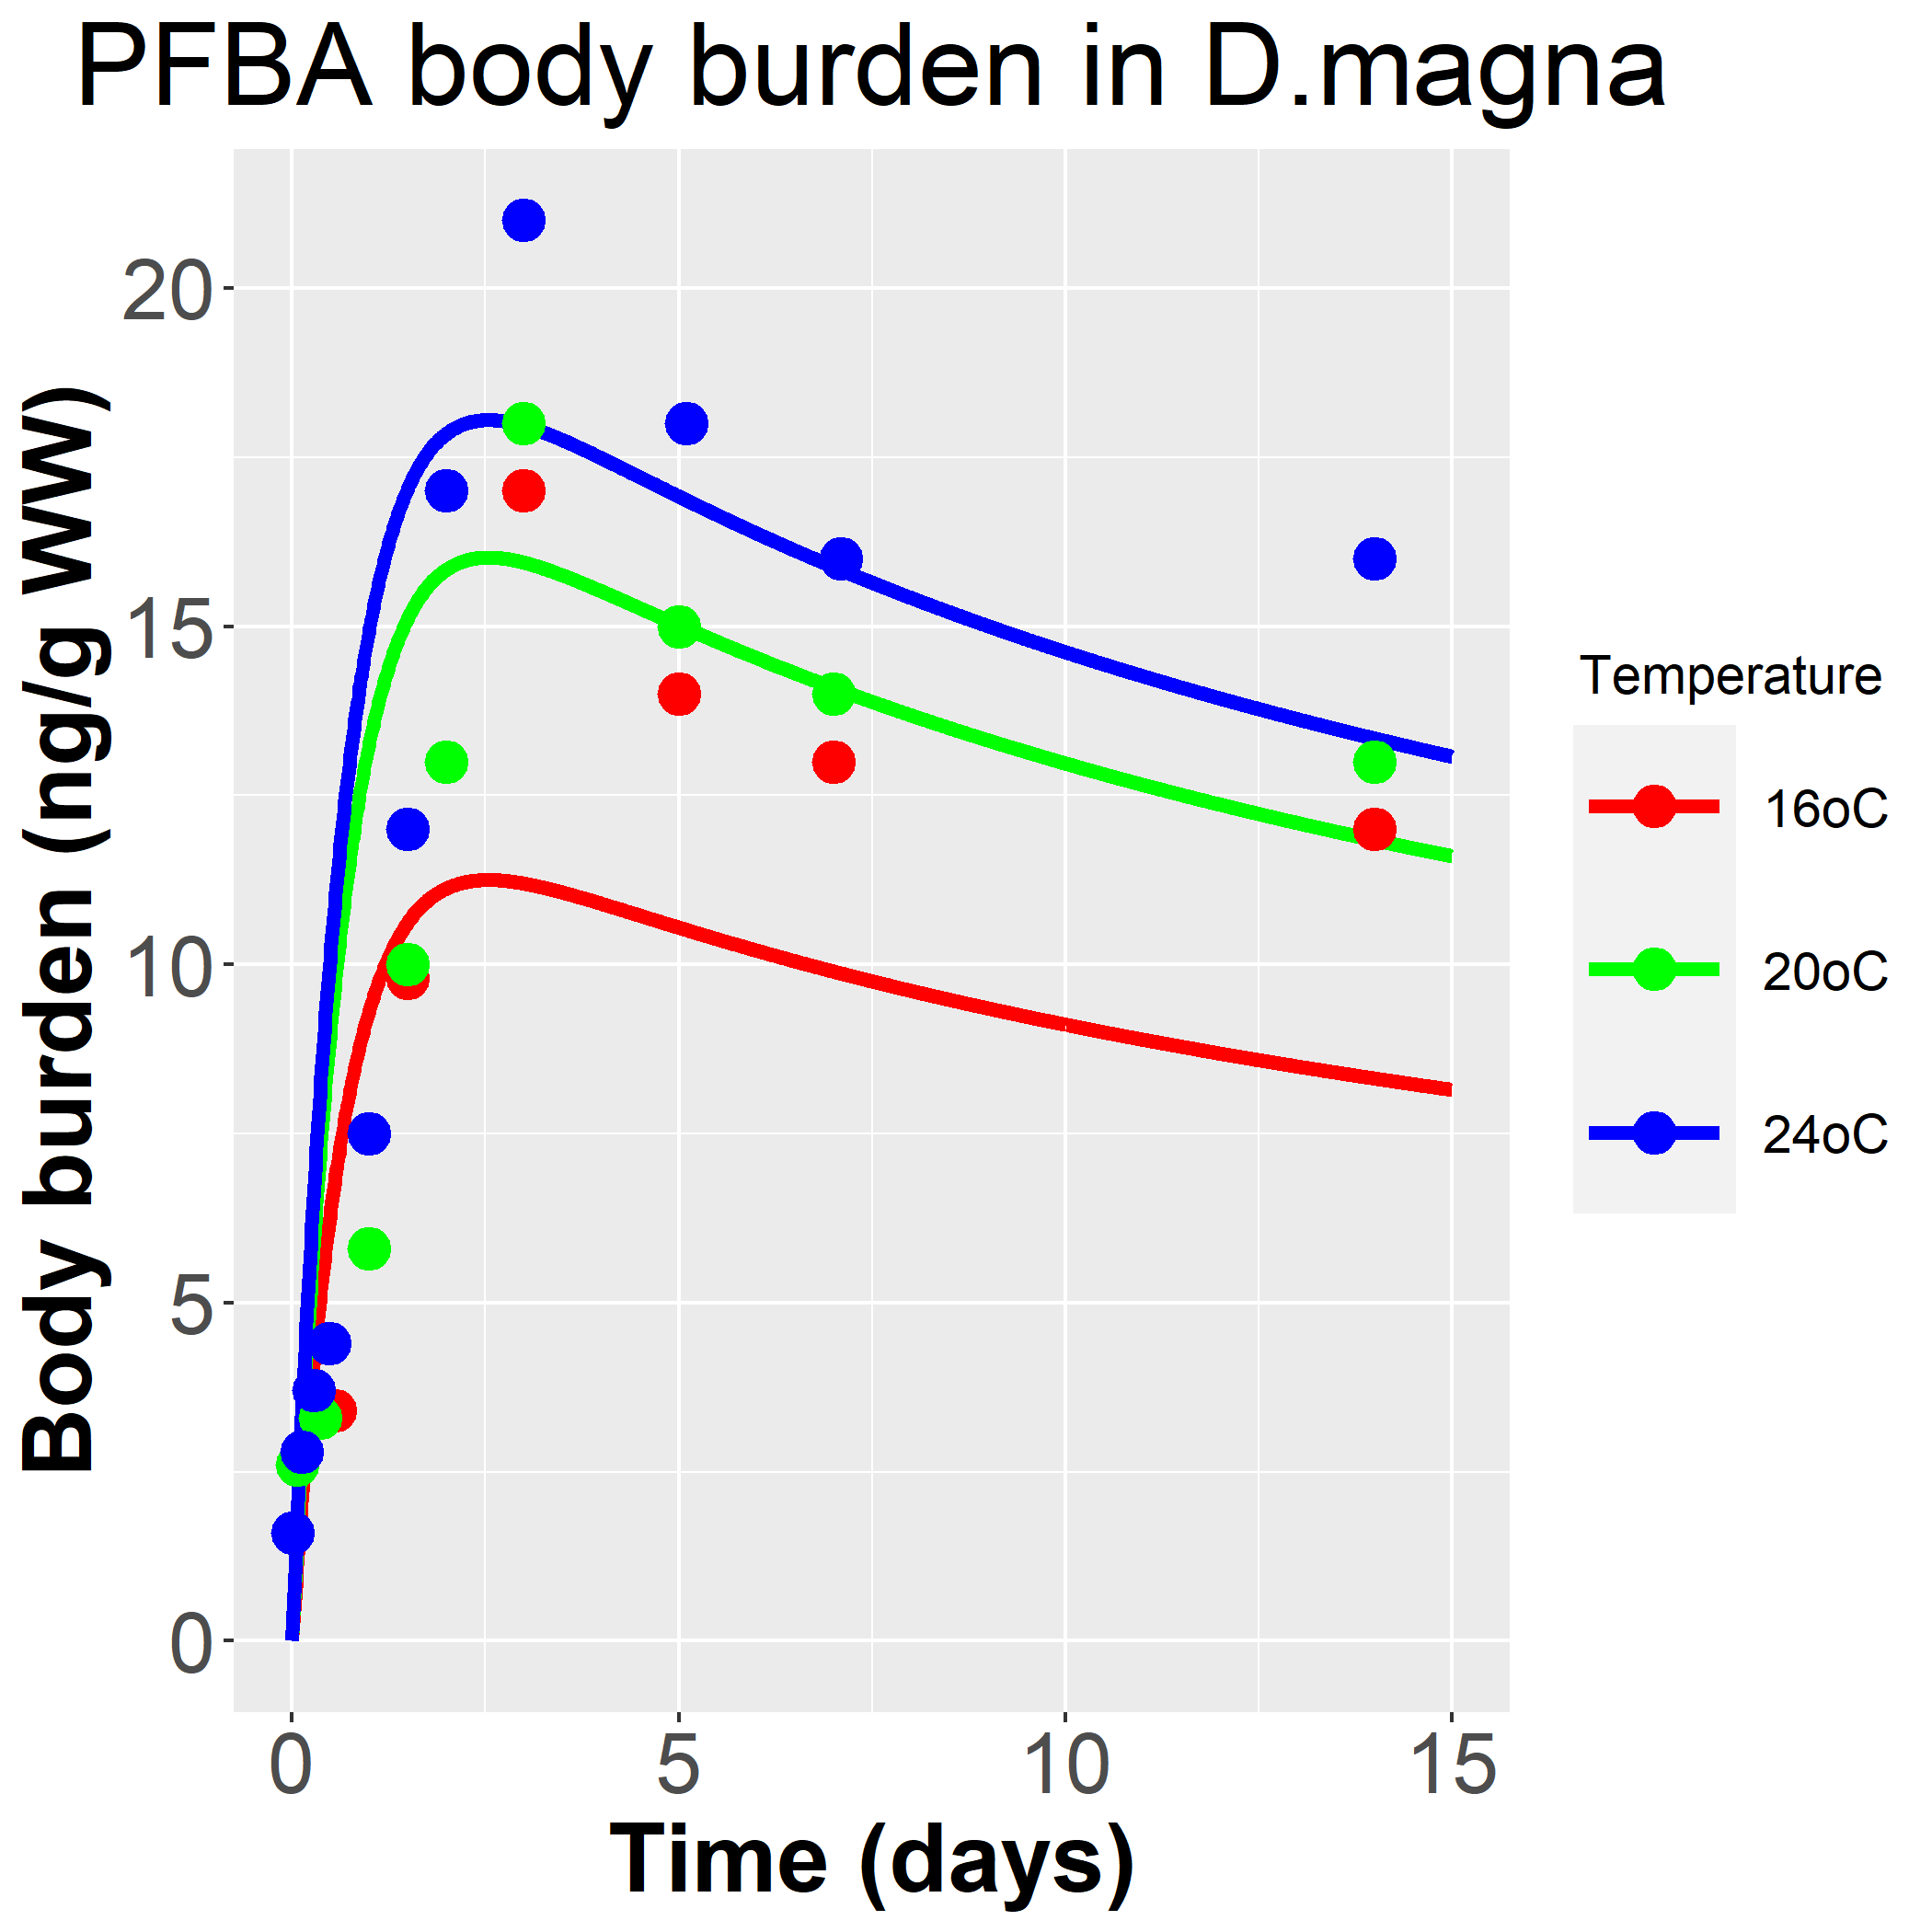 PFBA body burden in D.magna
Body burden (ng/g WW)
20
15
10
5
0
0 5 10 15
Time (days)
Temperature
16oC
20oC
24oC